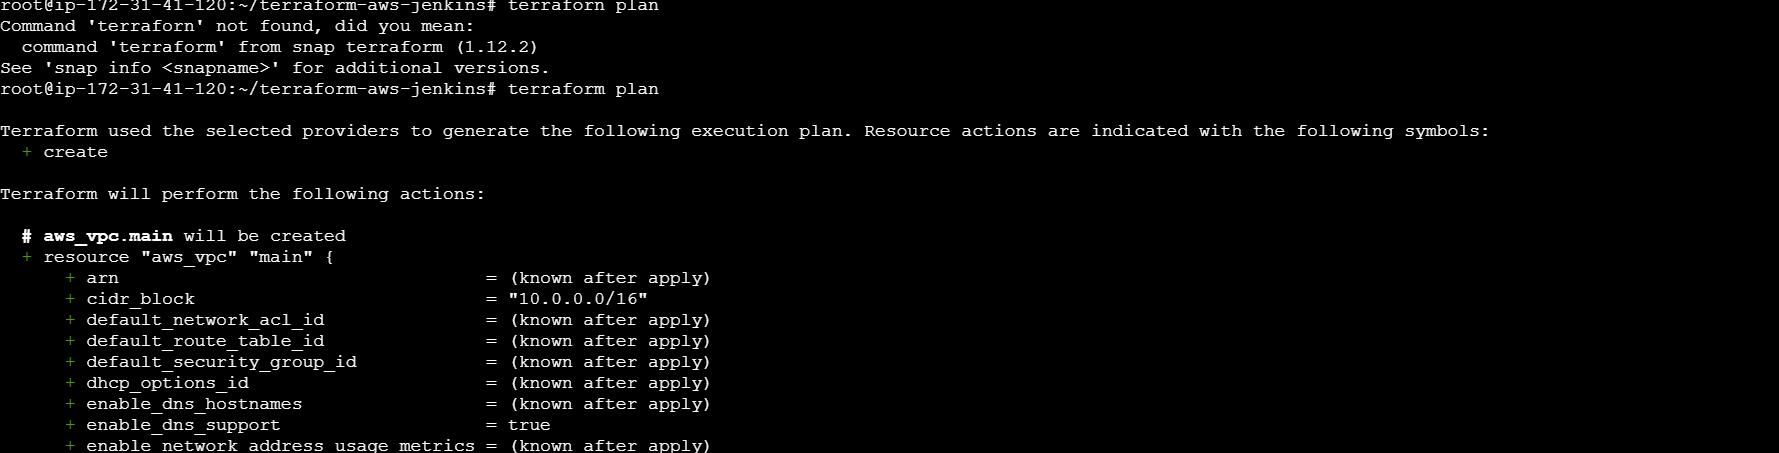 root@ip-172-31-41-120:~/terraform-aws-jenkins# terraforn plan
Command 'terraforn' not found, did you mean:
  command 'terraform' from snap terraform (1.12.2)
See 'snap info <snapname>' for additional versions.
root@ip-172-31-41-120:~/terraform-aws-jenkins# terraform plan

Terraform used the selected providers to generate the following execution plan. Resource actions are indicated with the following symbols:
  + create

Terraform will perform the following actions:

  # aws_vpc.main will be created
  + resource "aws_vpc" "main" {
      + arn                                  = (known after apply)
      + cidr_block                           = "10.0.0.0/16"
      + default_network_acl_id               = (known after apply)
      + default_route_table_id               = (known after apply)
      + default_security_group_id            = (known after apply)
      + dhcp_options_id                      = (known after apply)
      + enable_dns_hostnames                 = (known after apply)
      + enable_dns_support                   = true
      + enable_network_address_usage_metrics = (known after apply)